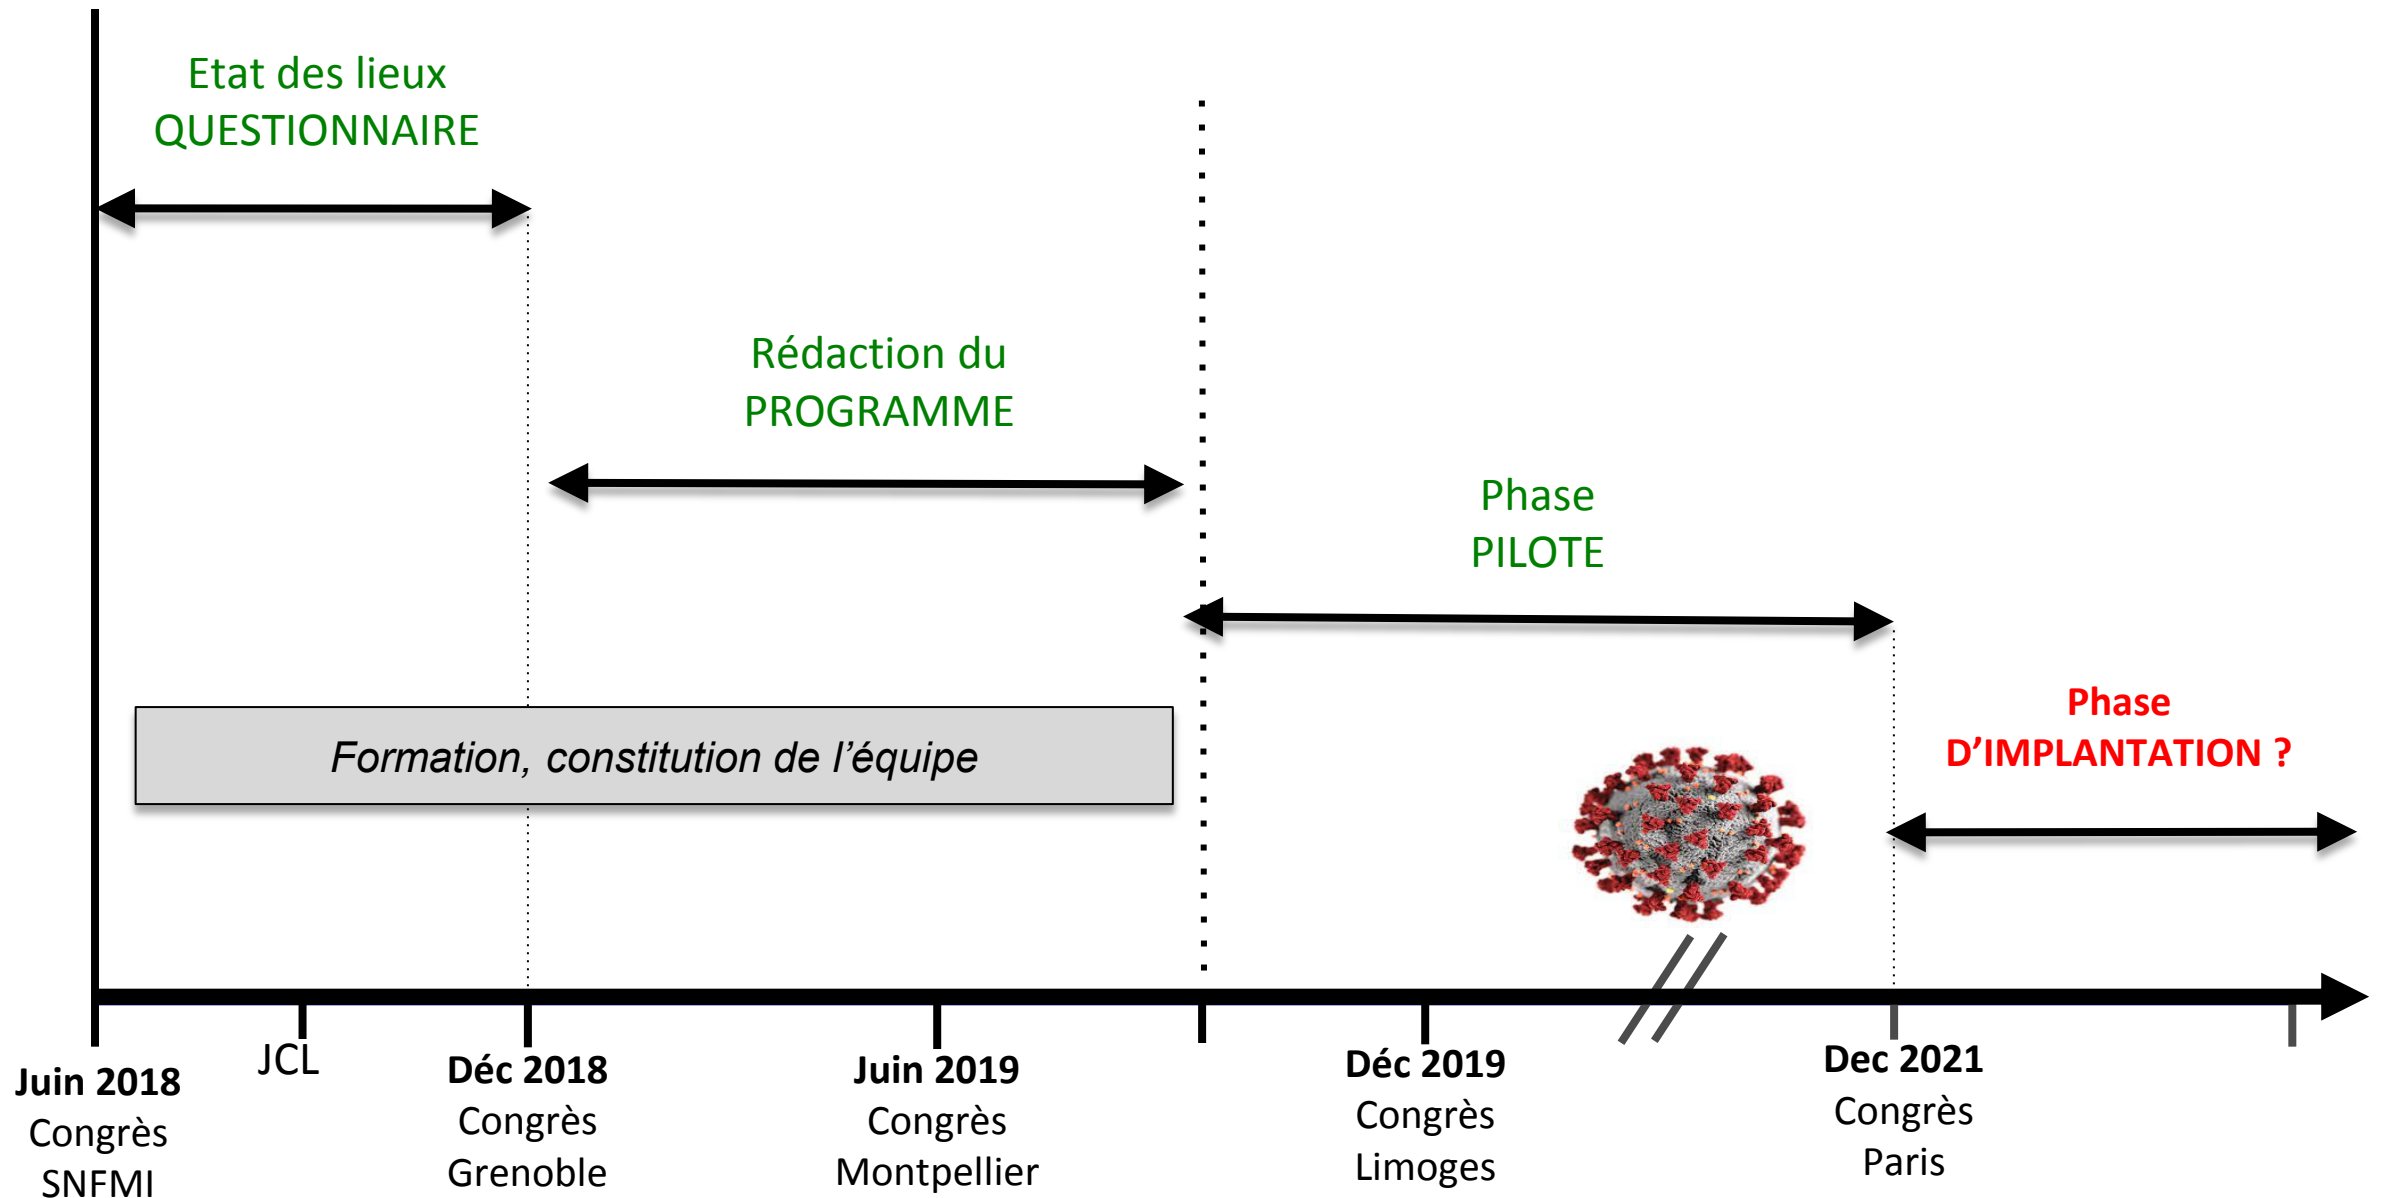 Etat des lieux
QUESTIONNAIRE
Rédaction du
PROGRAMME
Phase
PILOTE
Phase
D’IMPLANTATION ?
Formation, constitution de l’équipe
Juin 2018
Congrès
SNFMI
JCL
Déc 2018
Congrès
Grenoble
Juin 2019
Congrès
Montpellier
Déc 2019
Congrès
Limoges
Dec 2021
Congrès
Paris